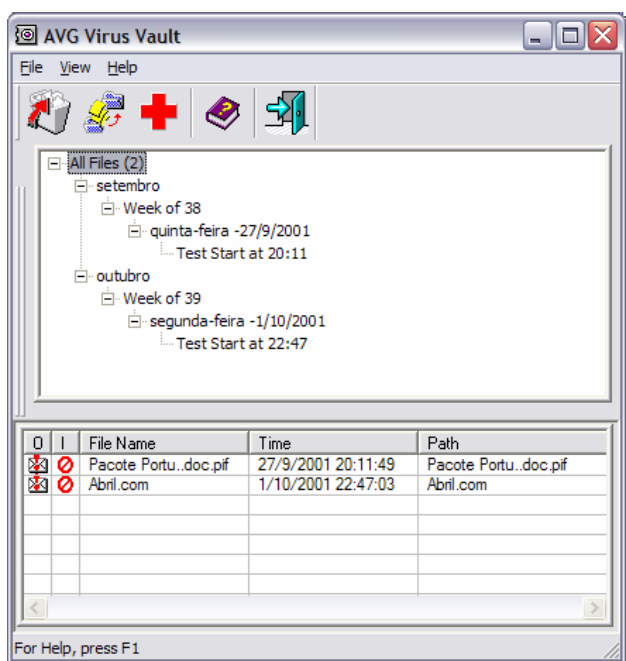 AVG Virus Vault
File View Help
All Files (2)
setembro
Week of 38
quinta-feira -27/9/2001
Test Start at 20:11
outubro
Week of 39
segunda-feira -1/10/2001
Test Start at 22:47
O I File Name Time Path
Pacote Portu..doc.pif 27/9/2001 20:11:49 Pacote Portu..doc.pif
Abril.com 1/10/2001 22:47:03 Abril.com
For Help, press F1